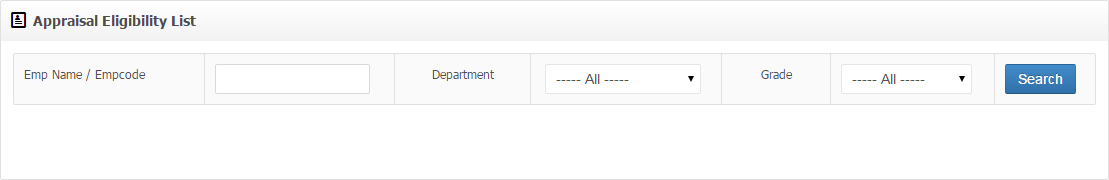 Appraisal Eligibility List
Emp Name / Empcode Department ----- All ----- Grade ----- All ----- Search